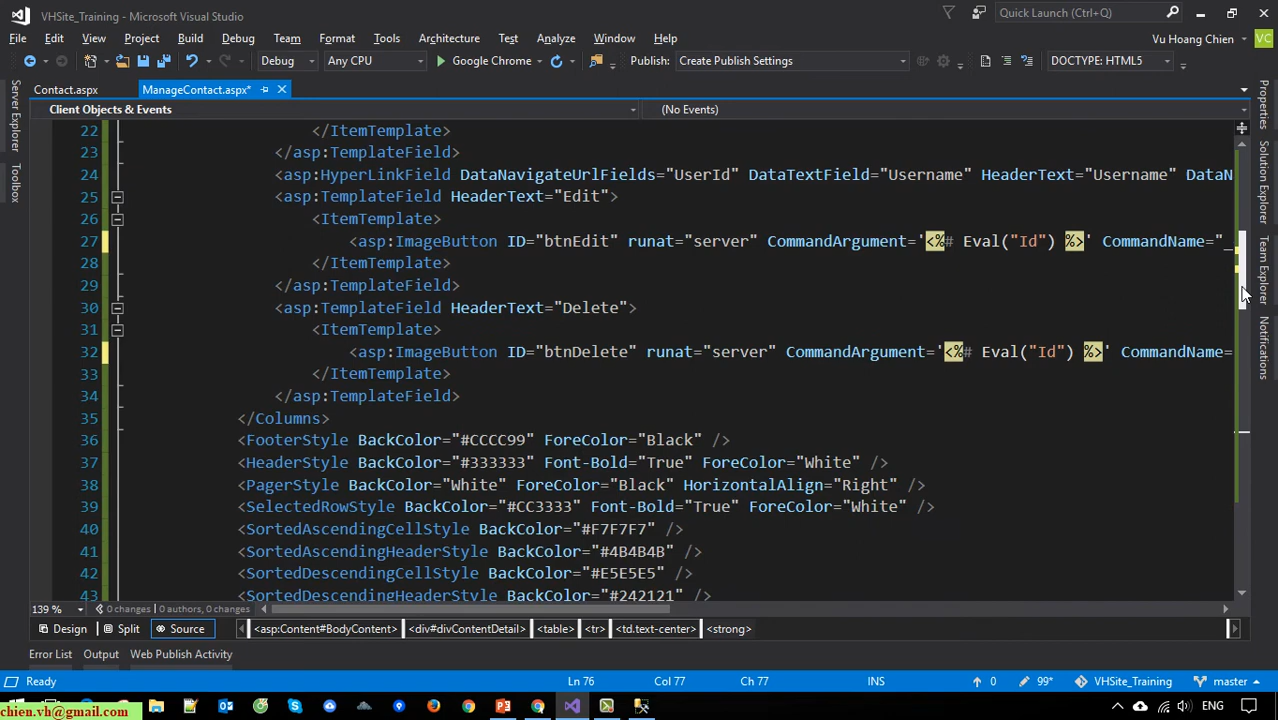 VHSite_Training - Microsoft Visual Studio
Quick Launch (Ctrl+Q)
File Edit View Project Build Debug Team Format Tools Architecture Test Analyze Window Help
Vu Hoang Chien VC
Debug Any CPU Google Chrome Publish: Create Publish Settings DOCTYPE: HTML5
Contact.aspx ManageContact.aspx*
Client Objects & Events (No Events)
22 </ItemTemplate>
23 </asp:TemplateField>
24 <asp:HyperLinkField DataNavigateUrlFields="UserId" DataTextField="Username" HeaderText="Username" DataN
25 <asp:TemplateField HeaderText="Edit">
26 <ItemTemplate>
27 <asp:ImageButton ID="btnEdit" runat="server" CommandArgument='<%# Eval("Id") %>' CommandName="_
28 </ItemTemplate>
29 </asp:TemplateField>
30 <asp:TemplateField HeaderText="Delete">
31 <ItemTemplate>
32 <asp:ImageButton ID="btnDelete" runat="server" CommandArgument='<%# Eval("Id") %>' CommandName=
33 </ItemTemplate>
34 </asp:TemplateField>
35 </Columns>
36 <FooterStyle BackColor="#CCCC99" ForeColor="Black" />
37 <HeaderStyle BackColor="#333333" Font-Bold="True" ForeColor="White" />
38 <PagerStyle BackColor="White" ForeColor="Black" HorizontalAlign="Right" />
39 <SelectedRowStyle BackColor="#CC3333" Font-Bold="True" ForeColor="White" />
40 <SortedAscendingCellStyle BackColor="#F7F7F7" />
41 <SortedAscendingHeaderStyle BackColor="#4B4B4B" />
42 <SortedDescendingCellStyle BackColor="#E5E5E5" />
43 <SortedDescendingHeaderStyle BackColor="#242121" />
Server Explorer
Toolbox
Properties
Solution Explorer
Team Explorer
Notifications
139 % 0 changes | 0 authors, 0 changes
Design Split Source <asp:Content#BodyContent> <div#divContentDetail> <table> <tr> <td.text-center> <strong>
Error List Output Web Publish Activity
Ready Ln 76 Col 77 Ch 77 INS 0 99* VHSite_Training master
chien.vh@gmail.com
ENG